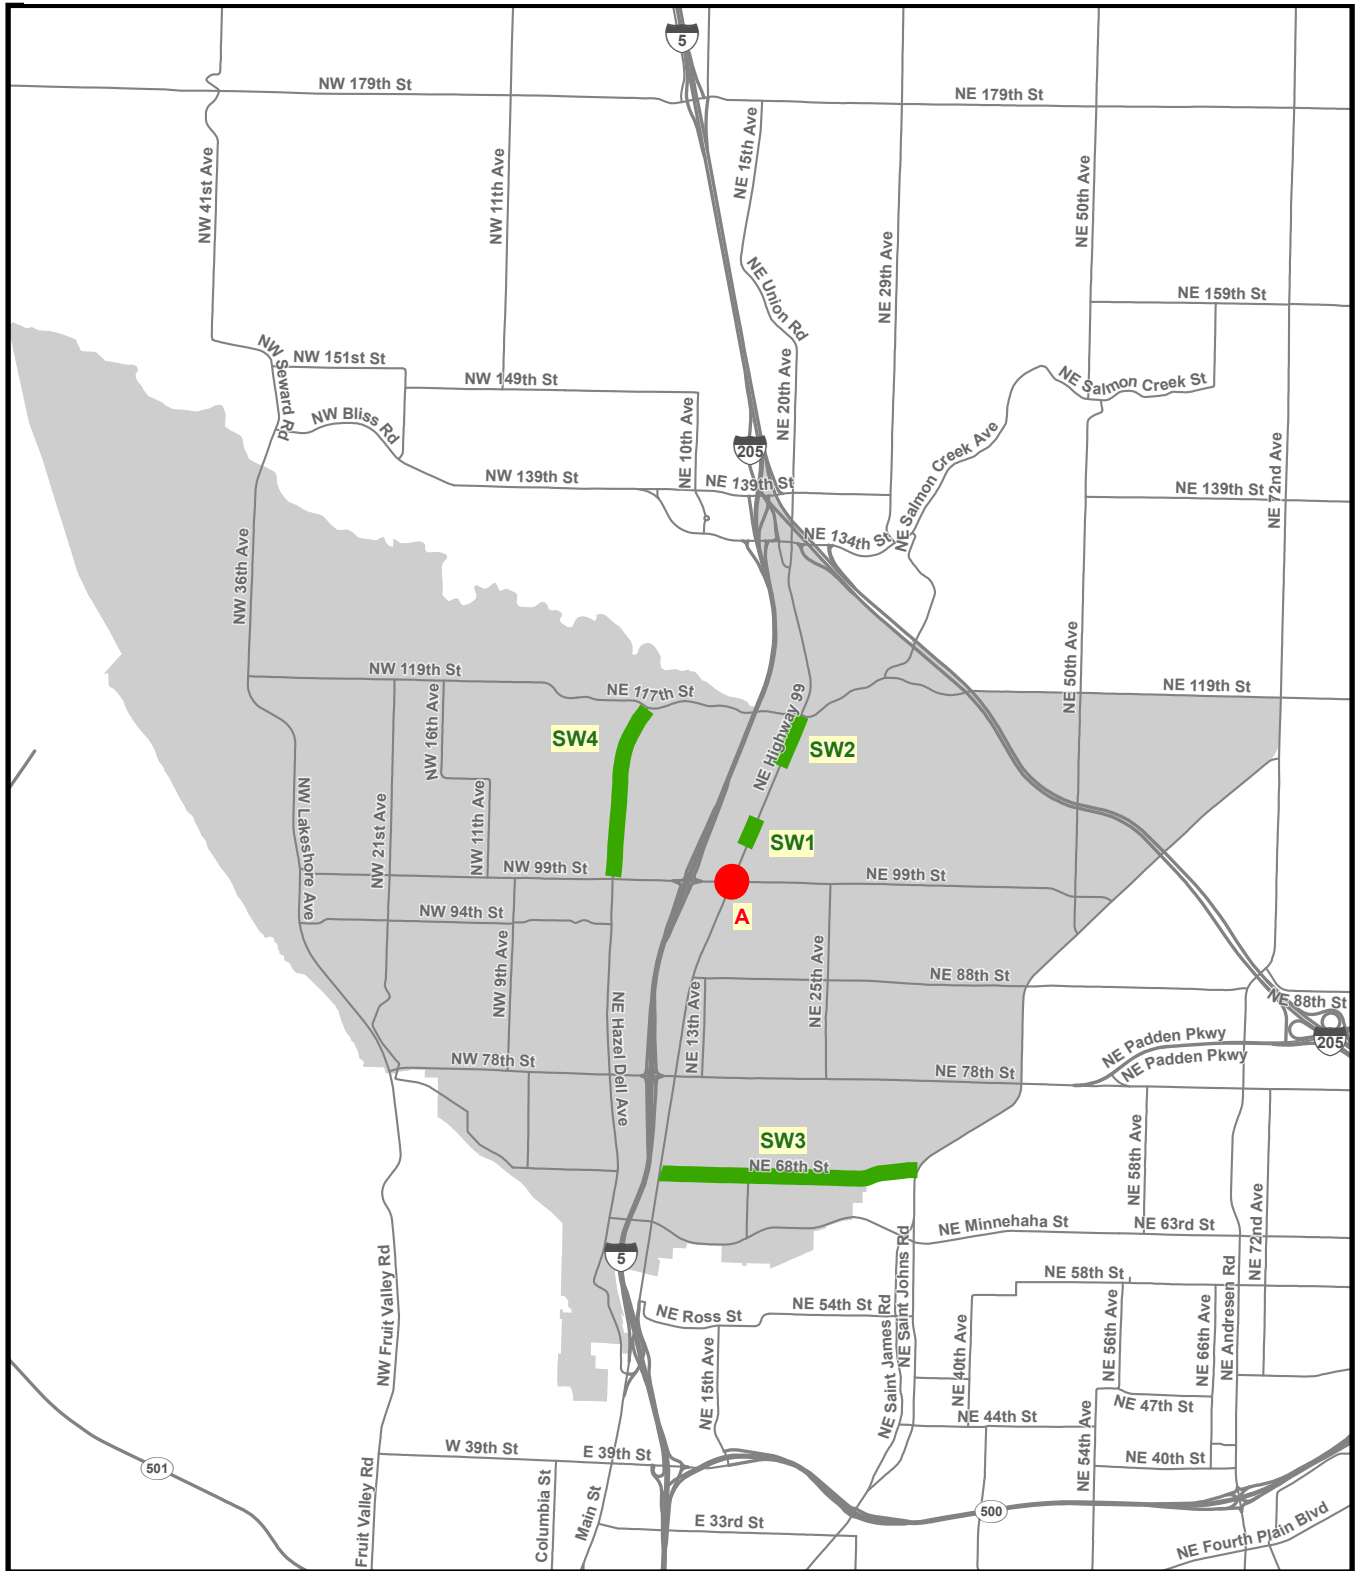 5
NW 179th St
NE 179th St
NE 15th Ave
NW 41st Ave
NW 11th Ave
NE 50th Ave
NE 29th Ave
NE Union Rd
NE 159th St
NW Seward Rd
NW 151st St
NW 149th St
NE 20th Ave
NE Salmon Creek St
NW Bliss Rd
NE 10th Ave
205
NE Salmon Creek Ave
NE 72nd Ave
NW 139th St
NE 139th St
NE 139th St
NE 134th St
NW 36th Ave
NE 50th Ave
NW 119th St
NE 117th St
NE 119th St
NW 16th Ave
NE Highway 99
SW4
SW2
NW Lakeshore Ave
NW 21st Ave
NW 11th Ave
SW1
NW 99th St
NE 99th St
A
NW 94th St
NW 9th Ave
NE 25th Ave
NE 88th St
NE 88th St
NE Hazel Dell Ave
NE 13th Ave
205
NE Padden Pkwy
NE Padden Pkwy
NW 78th St
NE 78th St
SW3
NE 68th St
NE 58th Ave
NE Minnehaha St
NE 63rd St
NE 72nd Ave
5
NW Fruit Valley Rd
NE Saint Johns Rd
NE 58th St
NE Ross St
NE 54th St
NE Saint James Rd
NE 40th Ave
NE 56th Ave
NE 66th Ave
NE Andresen Rd
NE 15th Ave
NE 47th St
NE 44th St
W 39th St
E 39th St
NE 54th Ave
NE 40th St
501
Fruit Valley Rd
Columbia St
Main St
E 33rd St
500
NE Fourth Plain Blvd